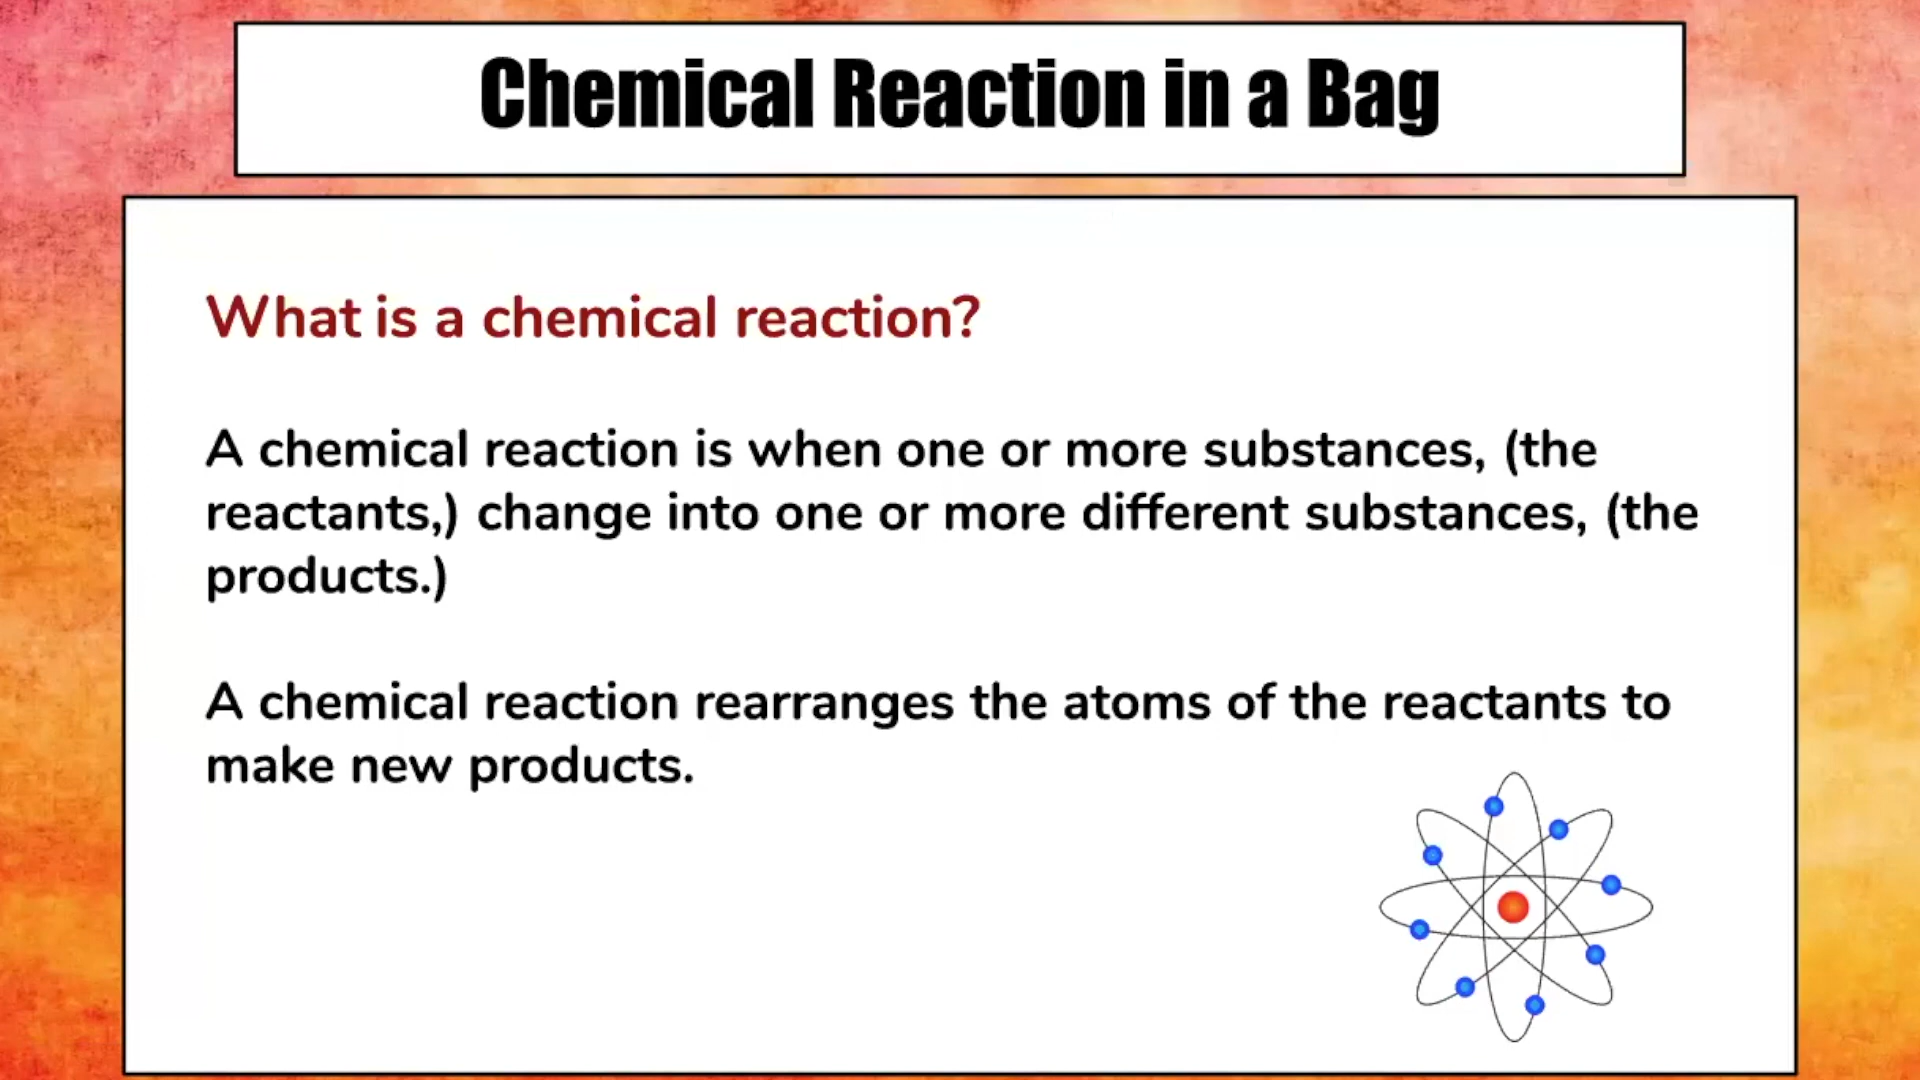 Chemical Reaction in a Bag
What is a chemical reaction?
A chemical reaction is when one or more substances, (the
reactants,) change into one or more different substances, (the
products.)
A chemical reaction rearranges the atoms of the reactants to
make new products.